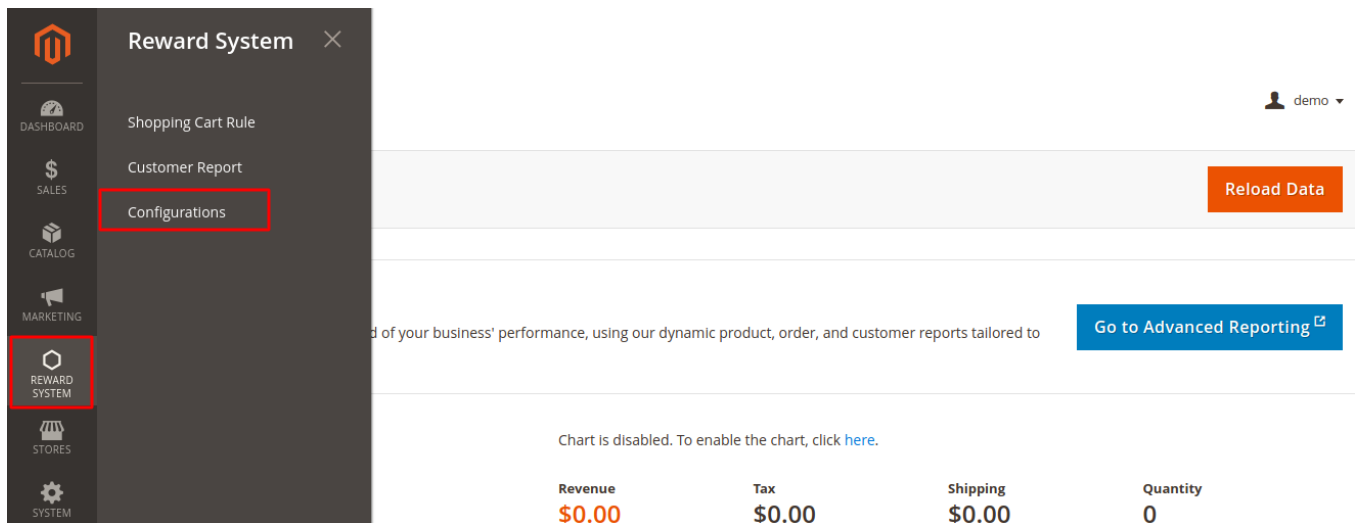 Reward System
DASHBOARD
SALES
CATALOG
MARKETING
REWARD
SYSTEM
STORES
SYSTEM
Shopping Cart Rule
Customer Report
Configurations
demo
Reload Data
of your business' performance, using our dynamic product, order, and customer reports tailored to
Go to Advanced Reporting
Chart is disabled. To enable the chart, click here.
Revenue Tax Shipping Quantity
$0.00 $0.00 $0.00 0